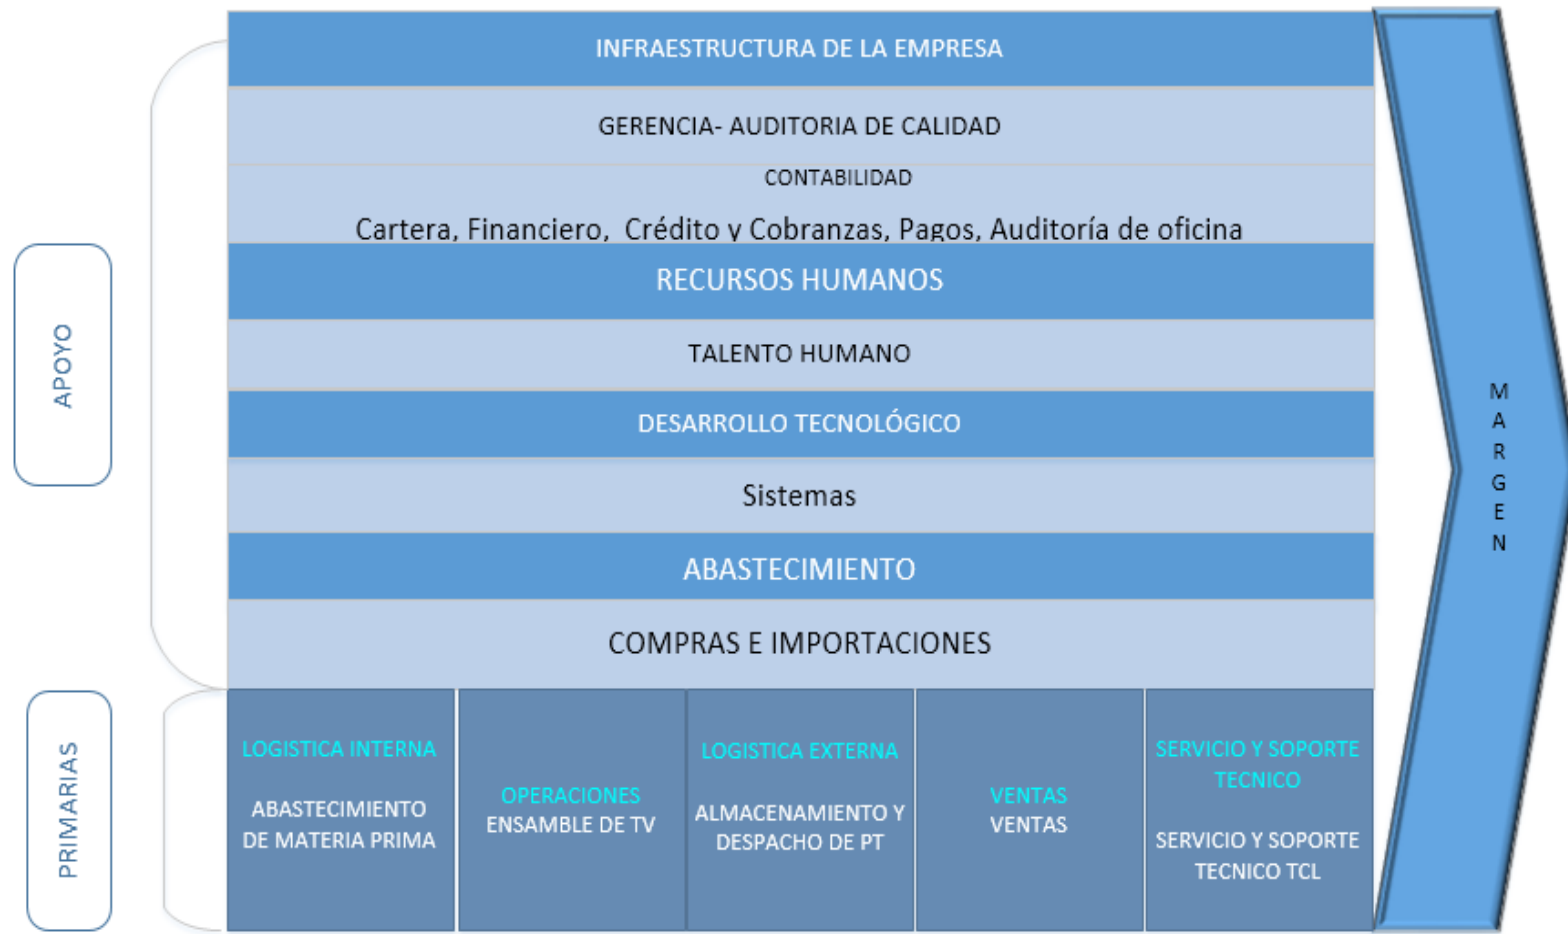 INFRAESTRUCTURA DE LA EMPRESA
GERENCIA- AUDITORIA DE CALIDAD
CONTABILIDAD
Cartera, Financiero, Crédito y Cobranzas, Pagos, Auditoría de oficina
RECURSOS HUMANOS
TALENTO HUMANO
DESARROLLO TECNOLÓGICO
Sistemas
ABASTECIMIENTO
COMPRAS E IMPORTACIONES
APOYO
PRIMARIAS
LOGISTICA INTERNA
ABASTECIMIENTO
DE MATERIA PRIMA
OPERACIONES
ENSAMBLE DE TV
LOGISTICA EXTERNA
ALMACENAMIENTO Y
DESPACHO DE PT
VENTAS
VENTAS
SERVICIO Y SOPORTE
TECNICO
SERVICIO Y SOPORTE
TECNICO TCL
M
A
R
G
E
N